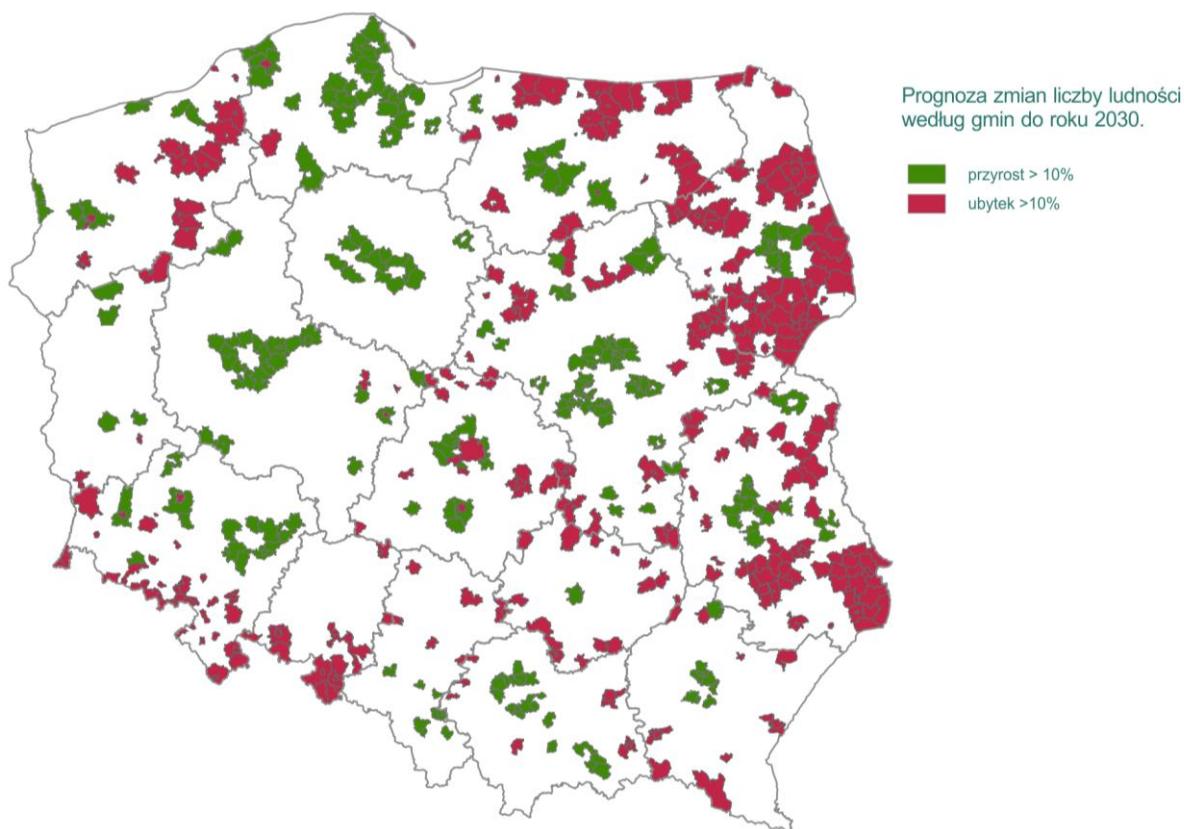 Prognoza zmian liczby ludności
według gmin do roku 2030.
przyrost > 10%
ubytek >10%